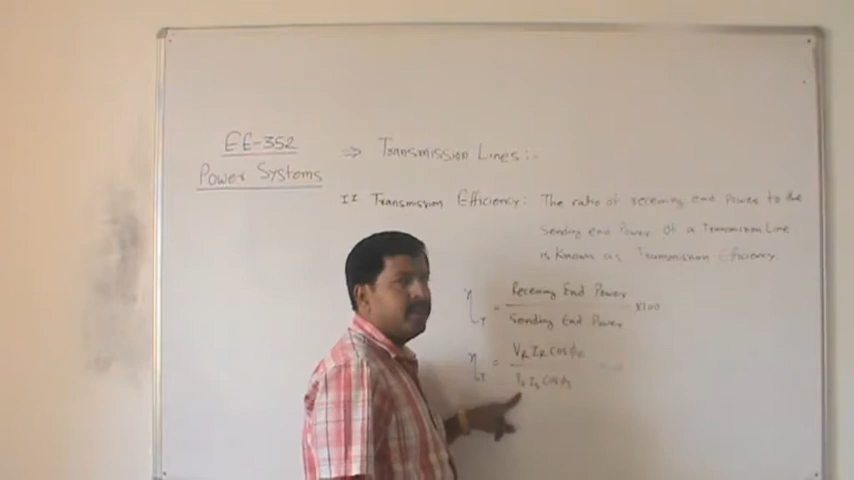 EE-352 ⇒ Transmission Lines:-
Power Systems
II Transmission Efficiency: The ratio of receiving end Power to the
Sending end Power of a Transmission Line
is Known as Transmission Efficiency.
η_T = Receiving End Power / Sending End Power × 100
η_T = V_R I_R Cos φ_R / V_s I_s Cos φ_s